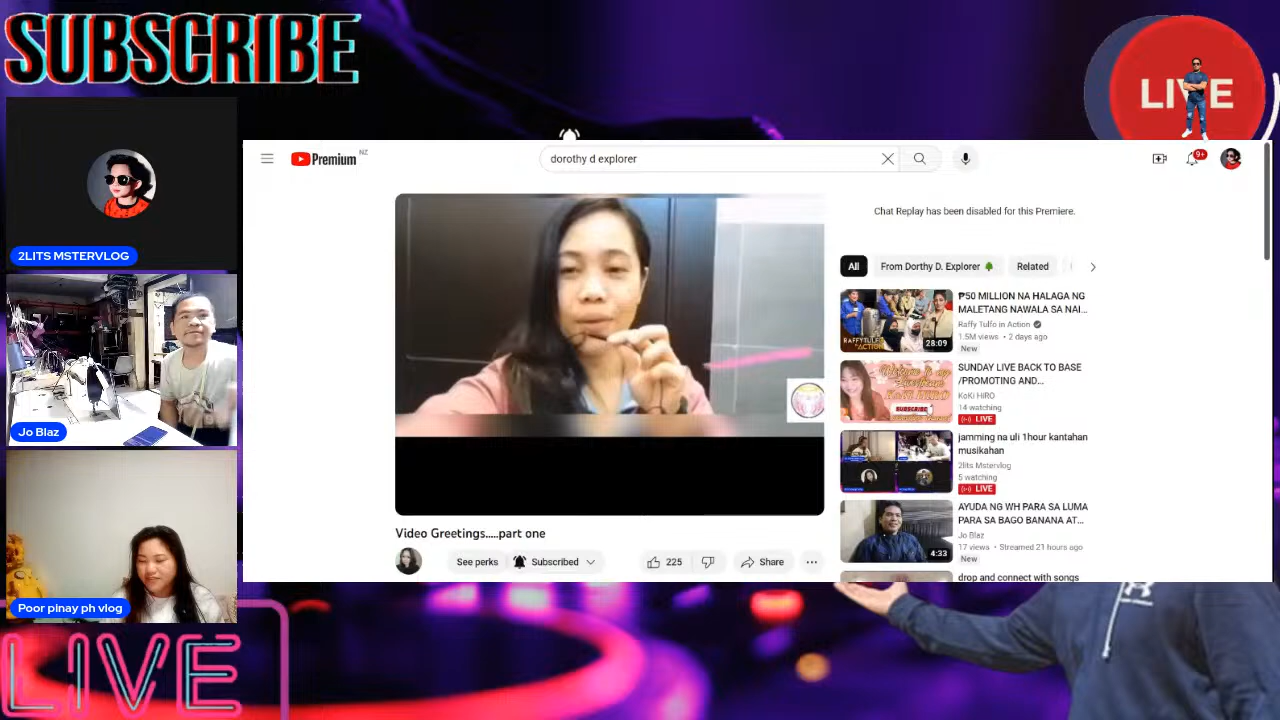 SUBSCRIBE
LIVE
2LITS MSTERVLOG
Jo Blaz
Poor pinay ph vlog
LIVE
Premium NZ
dorothy d explorer
9+
Video Greetings.....part one
See perks
Subscribed
225
Share
Chat Replay has been disabled for this Premiere.
All
From Dorthy D. Explorer
Related
₱50 MILLION NA HALAGA NG
MALETANG NAWALA SA NAI...
Raffy Tulfo in Action
1.5M views • 2 days ago
New
28:09
SUNDAY LIVE BACK TO BASE
/PROMOTING AND...
KoKi HiRO
14 watching
LIVE
SUBSCRIBE
jamming na uli 1hour kantahan
musikahan
2lits Mstervlog
5 watching
LIVE
AYUDA NG WH PARA SA LUMA
PARA SA BAGO BANANA AT...
Jo Blaz
17 views • Streamed 21 hours ago
New
4:33
drop and connect with songs